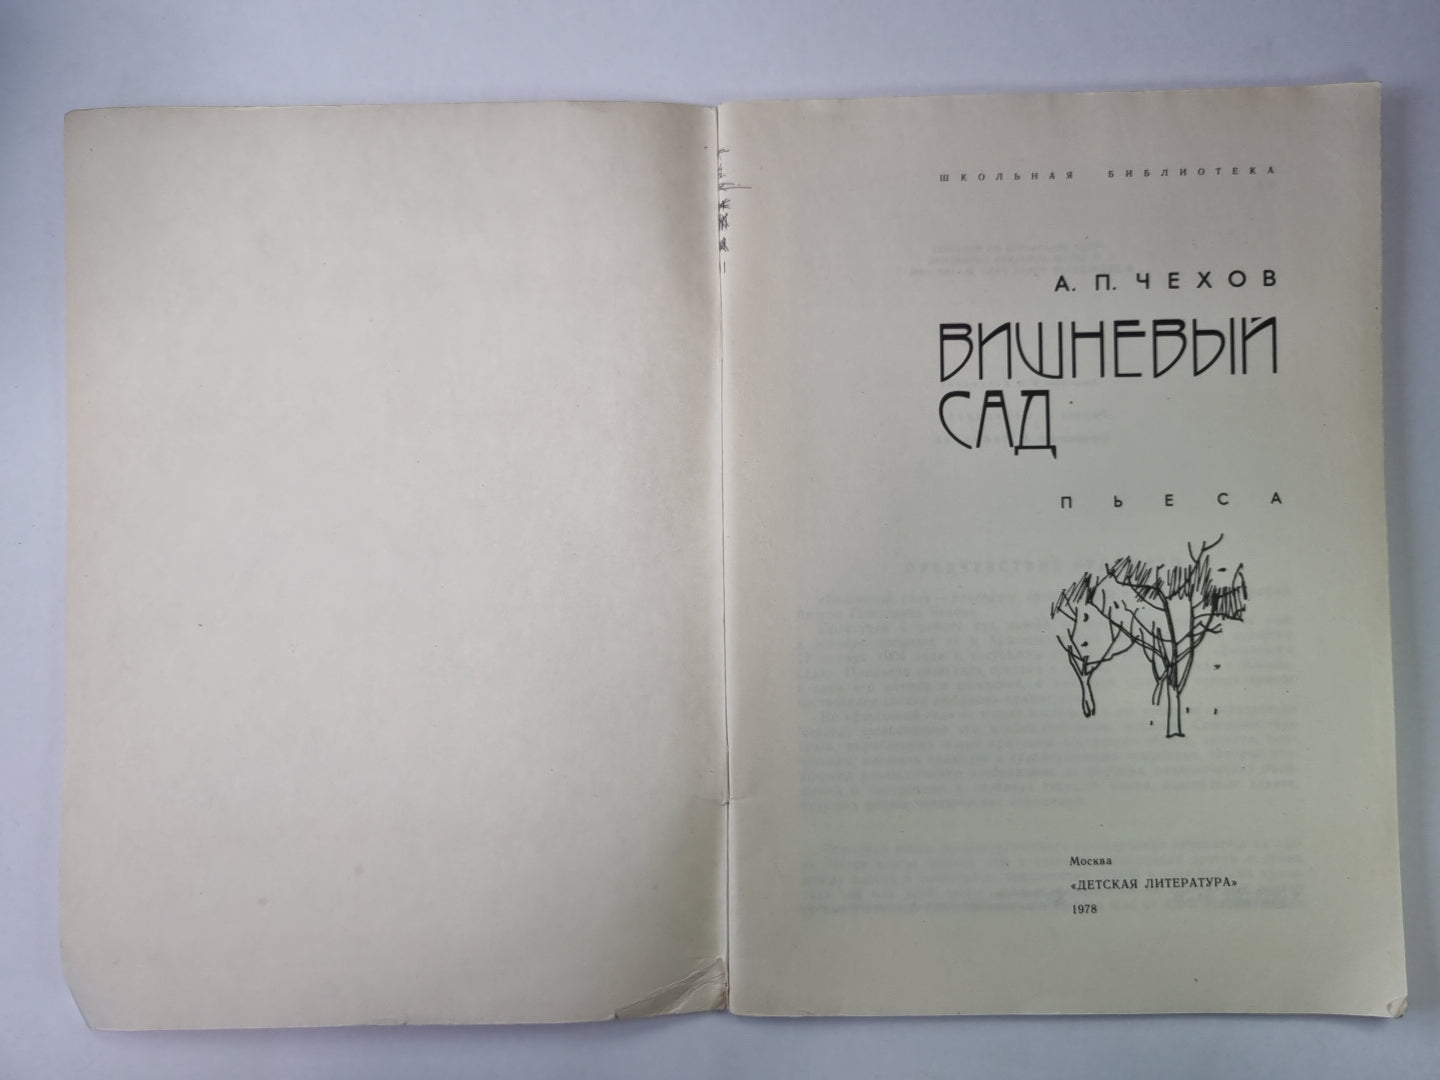 ШКОЛЬНАЯ БИБЛИОТЕКА
А. П. ЧЕХОВ
ВИШНЕВЫЙ
САД
ПЬЕСА
Москва
«ДЕТСКАЯ ЛИТЕРАТУРА»
1978